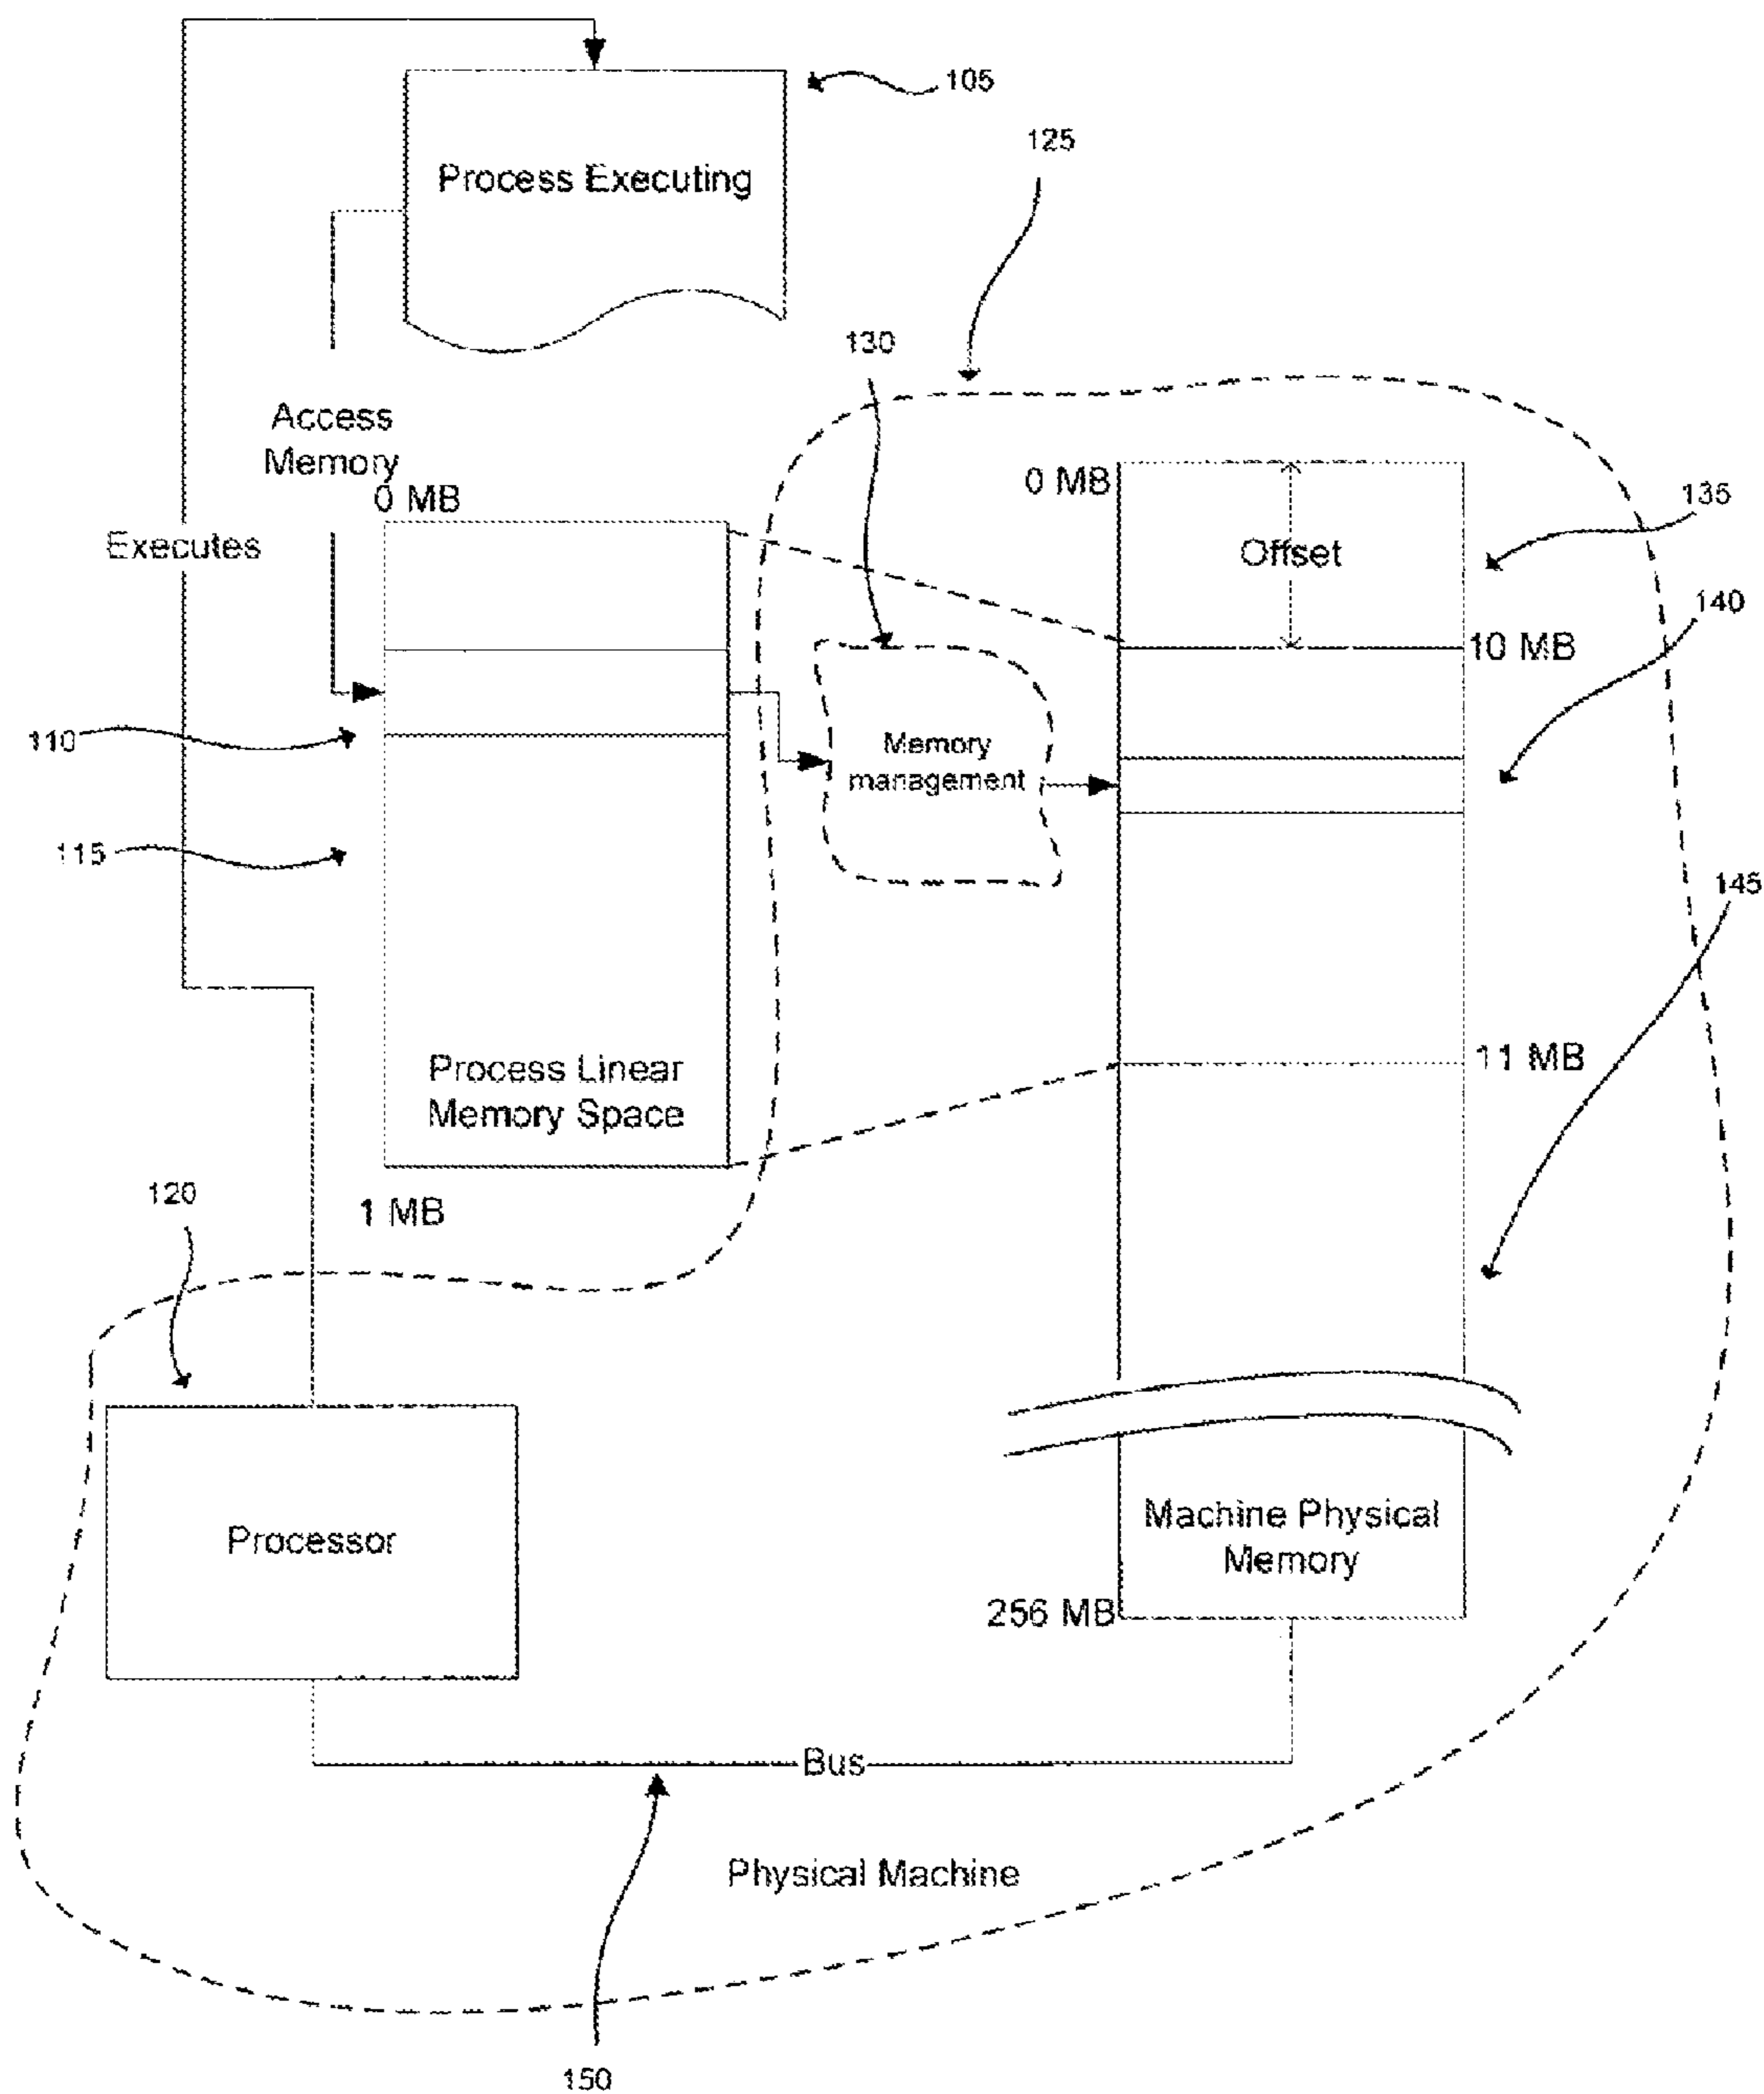 105
Process Executing
125
130
Access
Memory
0 MB
0 MB
135
Executes
Offset
140
10 MB
110
Memory
management
115
145
11 MB
Process Linear
Memory Space
120
1 MB
Machine Physical
Memory
Processor
256 MB
Bus
Physical Machine
150